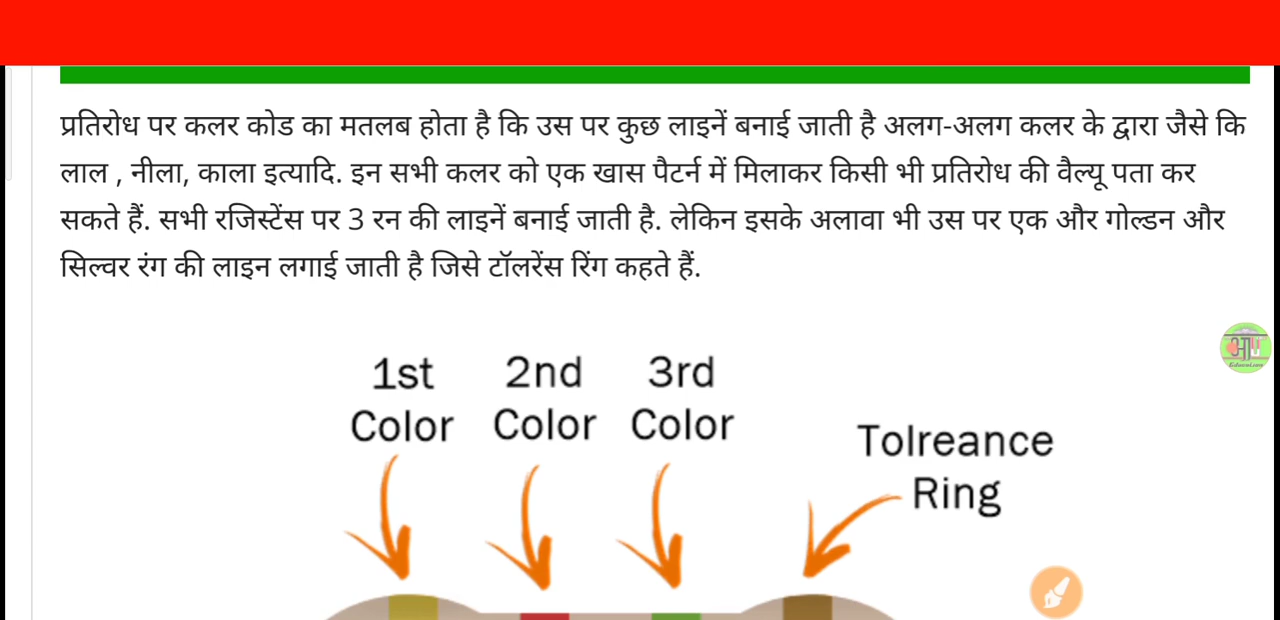 प्रतिरोध पर कलर कोड का मतलब होता है कि उस पर कुछ लाइनें बनाई जाती है अलग-अलग कलर के द्वारा जैसे कि
लाल , नीला, काला इत्यादि. इन सभी कलर को एक खास पैटर्न में मिलाकर किसी भी प्रतिरोध की वैल्यू पता कर
सकते हैं. सभी रजिस्टेंस पर 3 रन की लाइनें बनाई जाती है. लेकिन इसके अलावा भी उस पर एक और गोल्डन और
सिल्वर रंग की लाइन लगाई जाती है जिसे टॉलरेंस रिंग कहते हैं.
1st Color
2nd Color
3rd Color
Tolreance
Ring